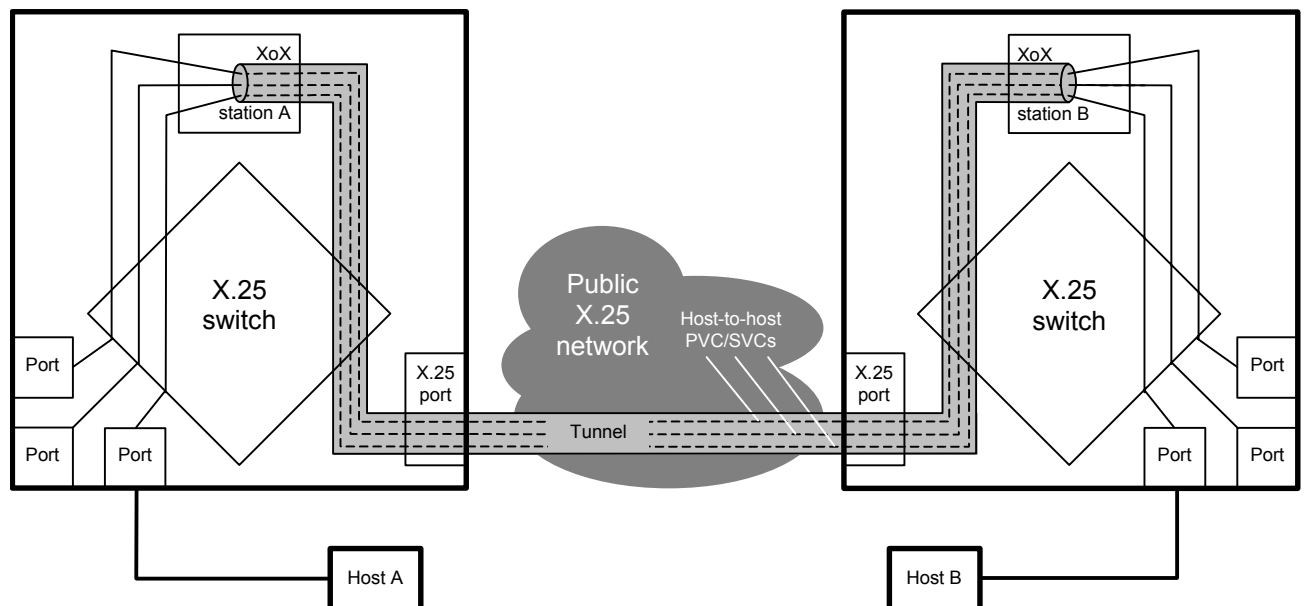 XoX
station A
X.25
switch
Port
Port
Port
X.25
port
Public
X.25
network
Host-to-host
PVC/SVCs
Tunnel
XoX
station B
X.25
switch
X.25
port
Port
Port
Port
Host A
Host B